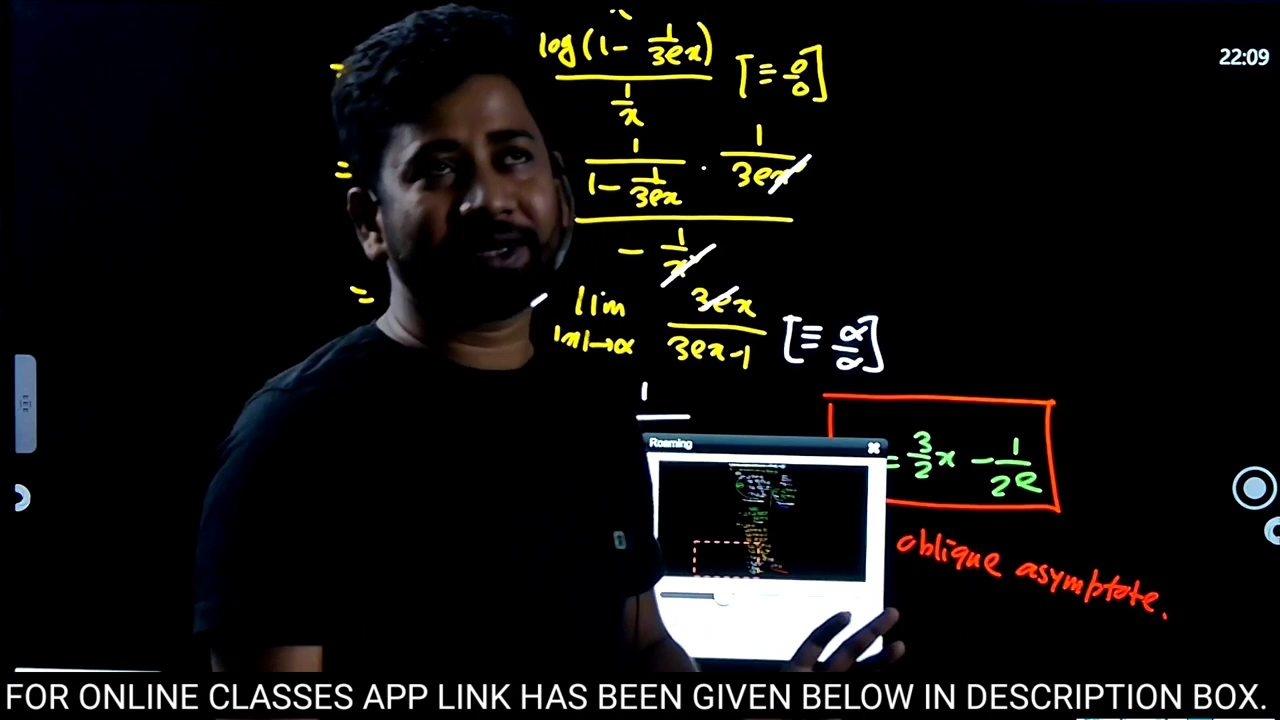 22:09
log(1 - 1/3ex) / 1/x [≡ 0/0]
= 1/(1 - 1/3ex) · 1/3ex² / - 1/x²
= lim |x|→α 3ex / 3ex-1 [≡ α/α]
1
Roaming
= 3/2 x - 1/2e
oblique asymptote.
FOR ONLINE CLASSES APP LINK HAS BEEN GIVEN BELOW IN DESCRIPTION BOX.